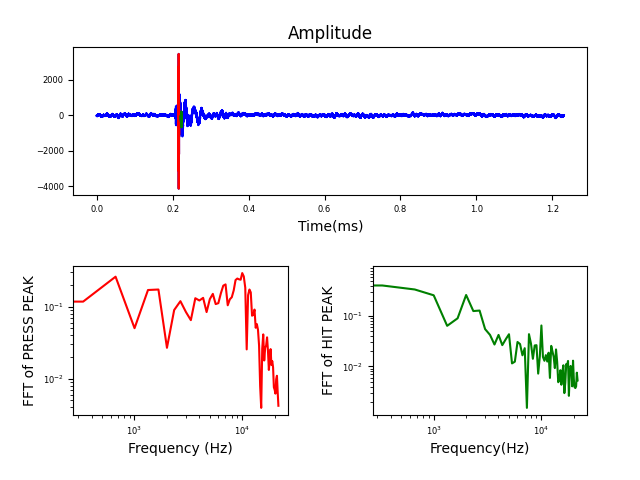 Amplitude
2000
0
−2000
−4000
0.0 0.2 0.4 0.6 0.8 1.0 1.2
Time(ms)
FFT of PRESS PEAK
10⁻¹
10⁻²
10³ 10⁴
Frequency (Hz)
FFT of HIT PEAK
10⁻¹
10⁻²
10³ 10⁴
Frequency(Hz)